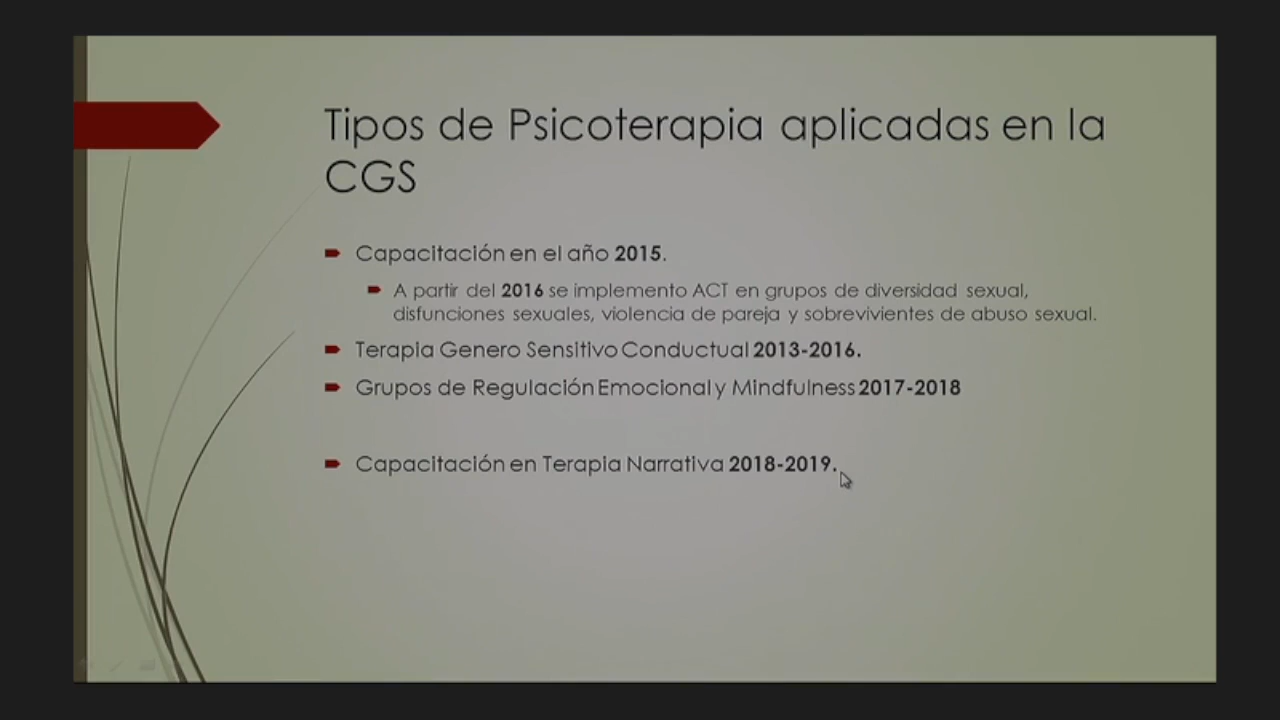 Tipos de Psicoterapia aplicadas en la
CGS
Capacitación en el año 2015.
A partir del 2016 se implemento ACT en grupos de diversidad sexual,
disfunciones sexuales, violencia de pareja y sobrevivientes de abuso sexual.
Terapia Genero Sensitivo Conductual 2013-2016.
Grupos de Regulación Emocional y Mindfulness 2017-2018
Capacitación en Terapia Narrativa 2018-2019.